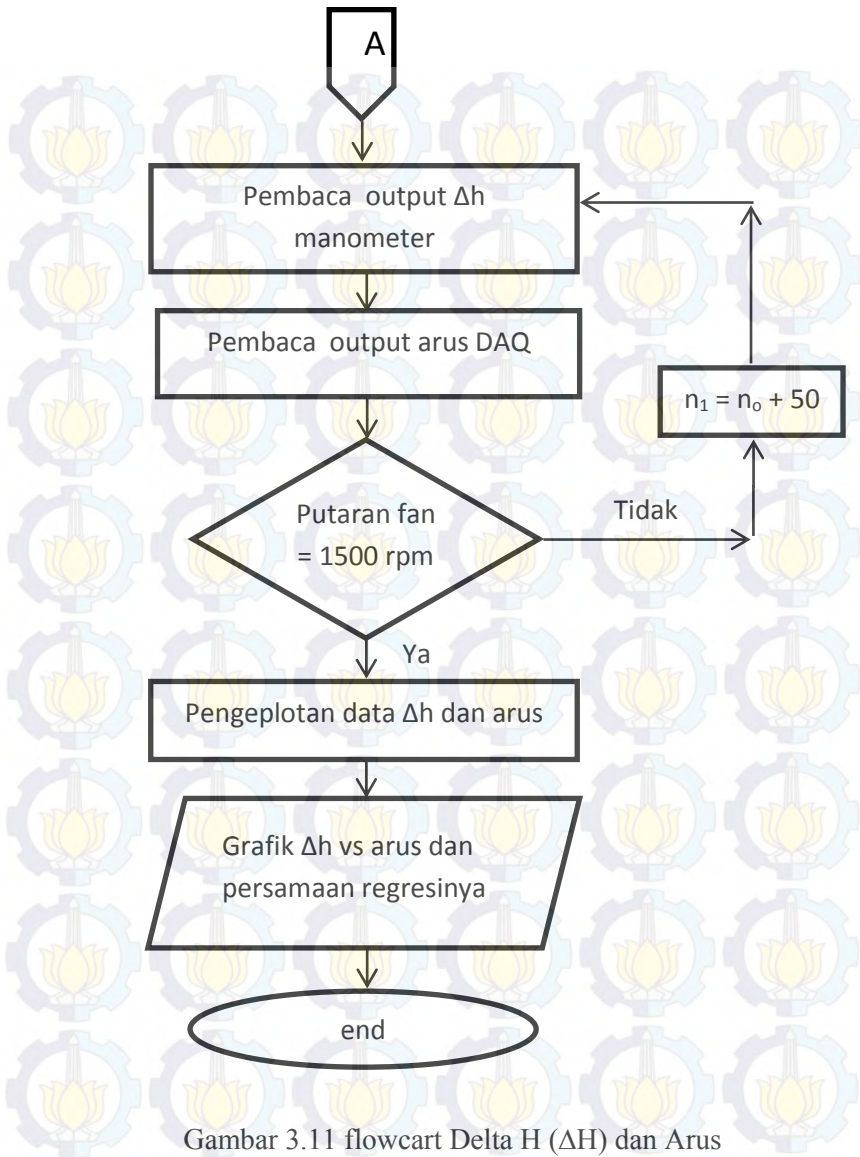 A
Pembaca output Δh
manometer
Pembaca output arus DAQ
n₁ = nₒ + 50
Putaran fan
= 1500 rpm
Tidak
Ya
Pengeplotan data Δh dan arus
Grafik Δh vs arus dan
persamaan regresinya
end
Gambar 3.11 flowcart Delta H (ΔH) dan Arus